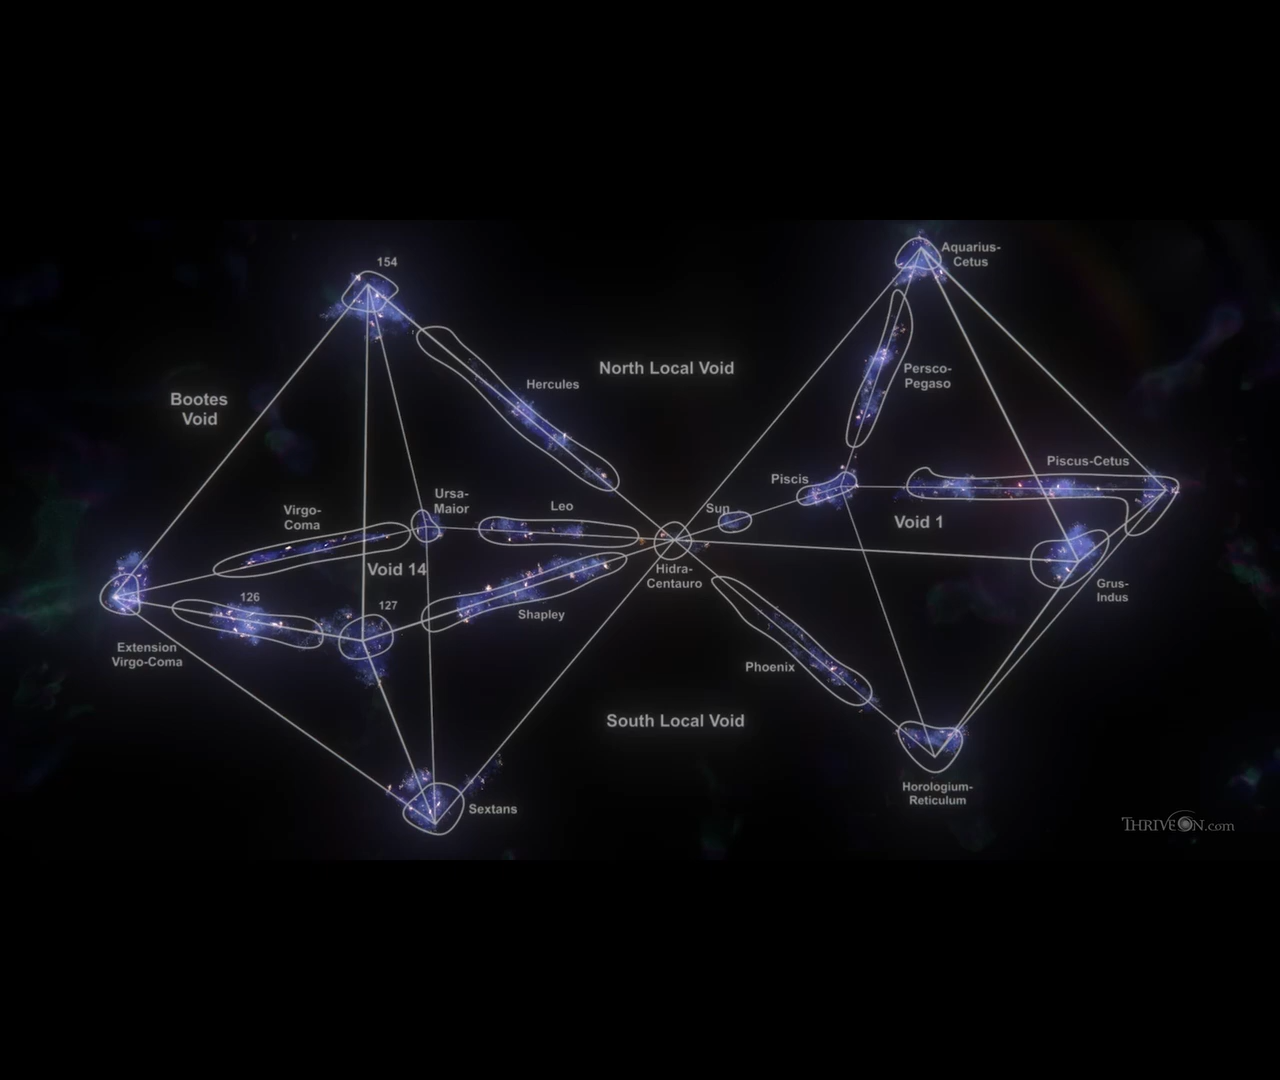 154
Aquarius-
Cetus
North Local Void
Persco-
Pegaso
Hercules
Bootes
Void
Piscus-Cetus
Piscis
Ursa-
Maior
Leo
Sun
Virgo-
Coma
Void 1
Void 14
Hidra-
Centauro
Grus-
Indus
126
127
Shapley
Extension
Virgo-Coma
Phoenix
South Local Void
Horologium-
Reticulum
Sextans
THRIVEON.com